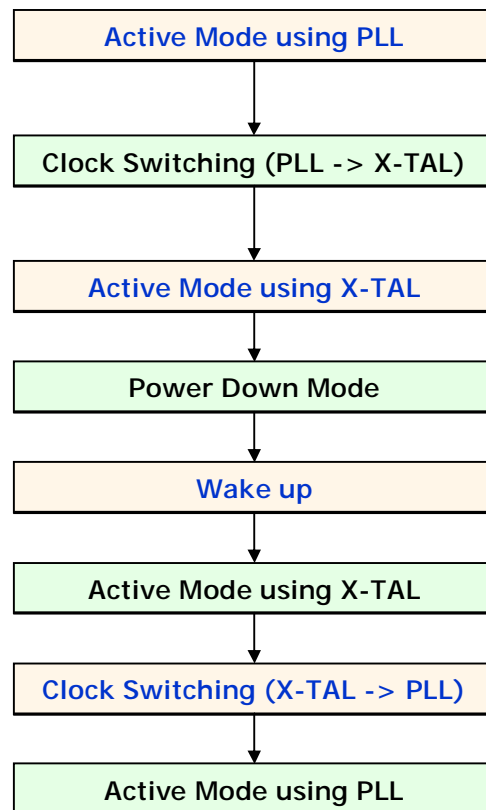 Active Mode using PLL
Clock Switching (PLL -> X-TAL)
Active Mode using X-TAL
Power Down Mode
Wake up
Active Mode using X-TAL
Clock Switching (X-TAL -> PLL)
Active Mode using PLL